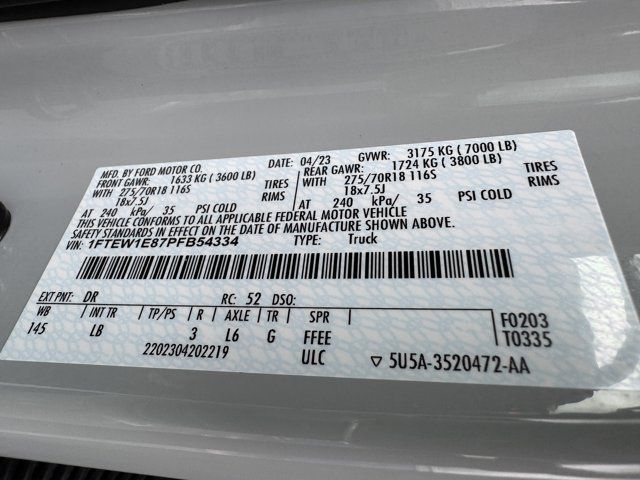 MFD. BY FORD MOTOR CO. 04/23 GVWR: 3175 KG ( 7000 LB)
FRONT GAWR: 1633 KG ( 3600 LB) REAR GAWR: 1724 KG ( 3800 LB)
WITH 275/70R18 116S TIRES WITH 275/70R18 116S TIRES
18x7.5J RIMS 18x7.5J RIMS
AT 240 kPa/ 35 PSI COLD AT 240 kPa/ 35 PSI COLD
THIS VEHICLE CONFORMS TO ALL APPLICABLE FEDERAL MOTOR VEHICLE
SAFETY STANDARDS IN EFFECT ON THE DATE OF MANUFACTURE SHOWN ABOVE.
VIN: 1FTEW1E87PFB54334 TYPE: Truck
EXT PNT: DR RC: 52 DSO:
WB INT TR TP/PS R AXLE TR SPR F0203
145 LB 3 L6 G FFEE T0335
2202304202219 ULC ▽ 5U5A-3520472-AA